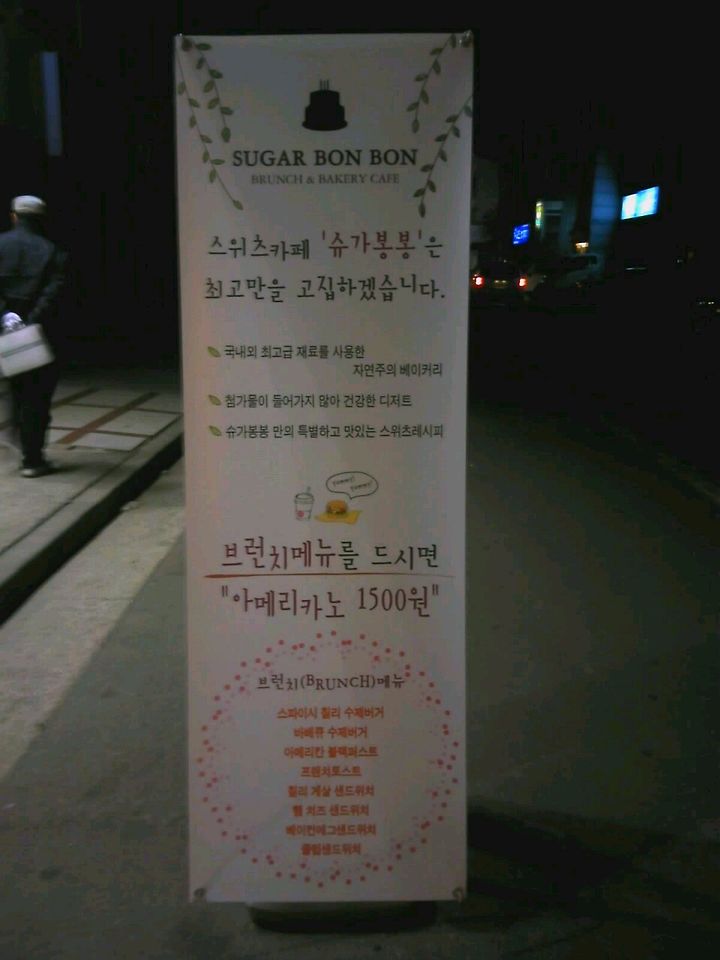 SUGAR BON BON
BRUNCH & BAKERY CAFE
스위츠카페 '슈가봉봉'은
최고만을 고집하겠습니다.
국내외 최고급 재료를 사용한
자연주의 베이커리
첨가물이 들어가지 않아 건강한 디저트
슈가봉봉 만의 특별하고 맛있는 스위츠레시피
yummy!
yummy!
브런치메뉴를 드시면
"아메리카노 1500원"
브런치(BRUNCH)메뉴
스파이시 칠리 수제버거
바베큐 수제버거
아메리칸 블랙퍼스트
프렌치토스트
칠리 게살 샌드위치
햄 치즈 샌드위치
베이컨에그샌드위치
클럽샌드위치